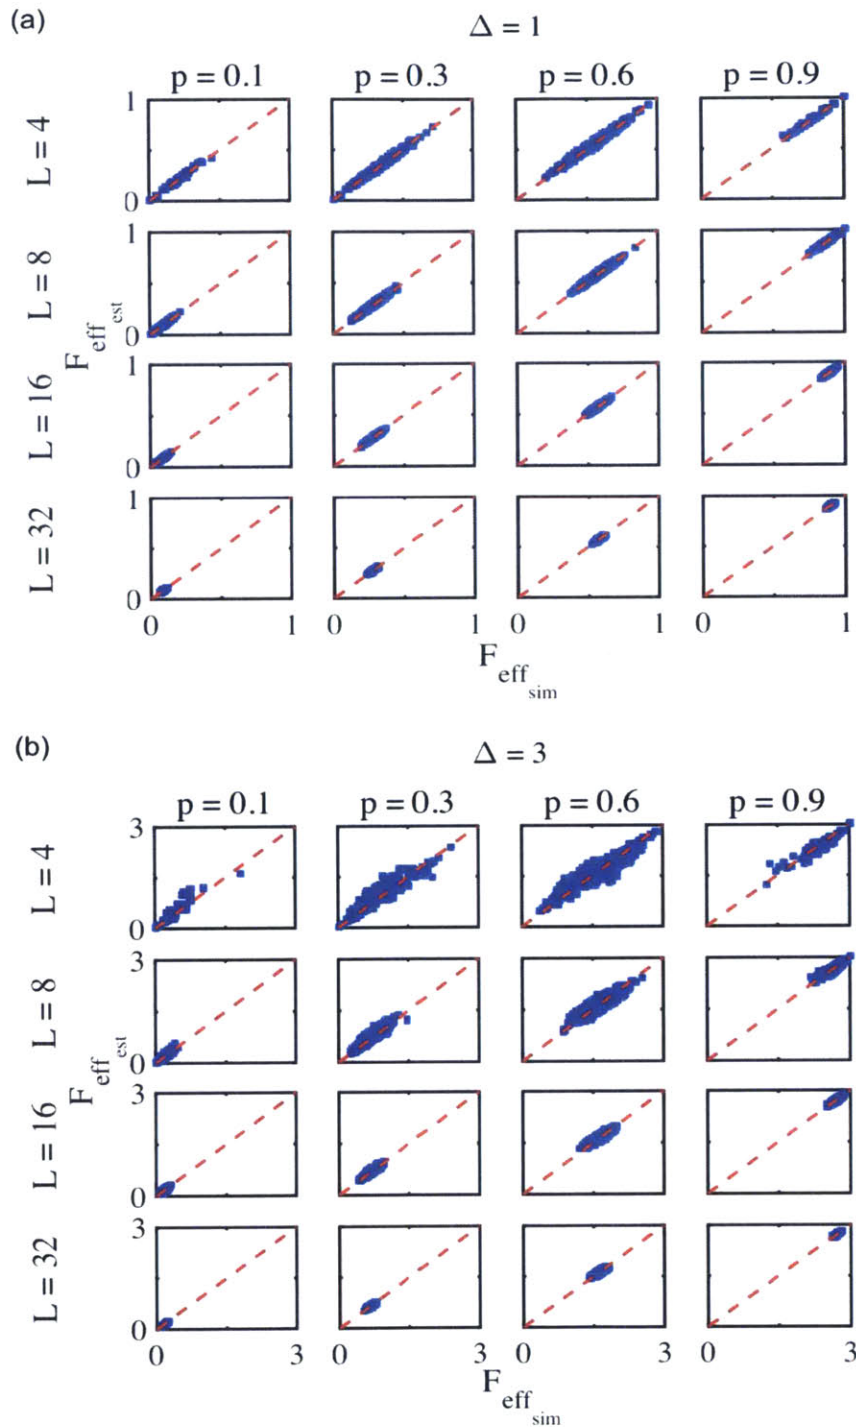 (a)
Δ = 1
p = 0.1 p = 0.3 p = 0.6 p = 0.9
L = 4
1
0
L = 8
1
0
L = 16
1
0
L = 32
1
0
F eff est
0 1 0 1 0 1 0 1
F eff sim
(b)
Δ = 3
p = 0.1 p = 0.3 p = 0.6 p = 0.9
L = 4
3
0
L = 8
3
0
L = 16
3
0
L = 32
3
0
F eff est
0 3 0 3 0 3 0 3
F eff sim